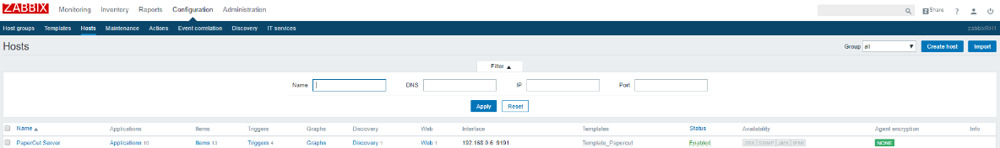 ZABBIX Monitoring Inventory Reports Configuration Administration Z Share ?
Host groups Templates Hosts Maintenance Actions Event correlation Discovery IT services zabbixRH1
Hosts Group all Create host Import
Filter
Name DNS IP Port
Apply Reset
Name Applications Items Triggers Graphs Discovery Web Interface Templates Status Availability Agent encryption Info
PaperCut Server Applications 10 Items 13 Triggers 4 Graphs Discovery 1 Web 1 192.168.0.6: 9191 Template_Papercut Enabled ZBX SNMP JMX IPMI NONE